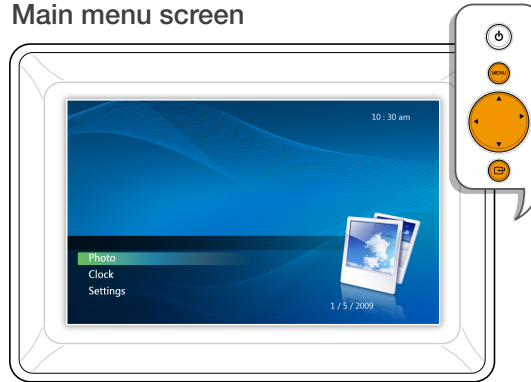 Main menu screen
10 : 30 am
MENU
Photo
Clock
Settings
1 / 5 / 2009